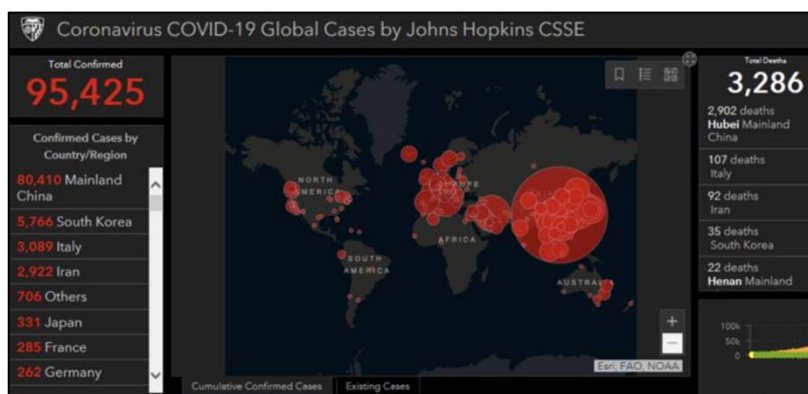 Coronavirus COVID-19 Global Cases by Johns Hopkins CSSE
Total Confirmed
95,425
Confirmed Cases by
Country/Region
80,410 Mainland
China
5,766 South Korea
3,089 Italy
2,922 Iran
706 Others
331 Japan
285 France
262 Germany
NORTH
AMERICA
SOUTH
AMERICA
AFRICA
Esri, FAO, NOAA
Cumulative Confirmed Cases
Existing Cases
Total Deaths
3,286
2,902 deaths
Hubei Mainland
China
107 deaths
Italy
92 deaths
Iran
35 deaths
South Korea
22 deaths
Henan Mainland
100k
50k
0